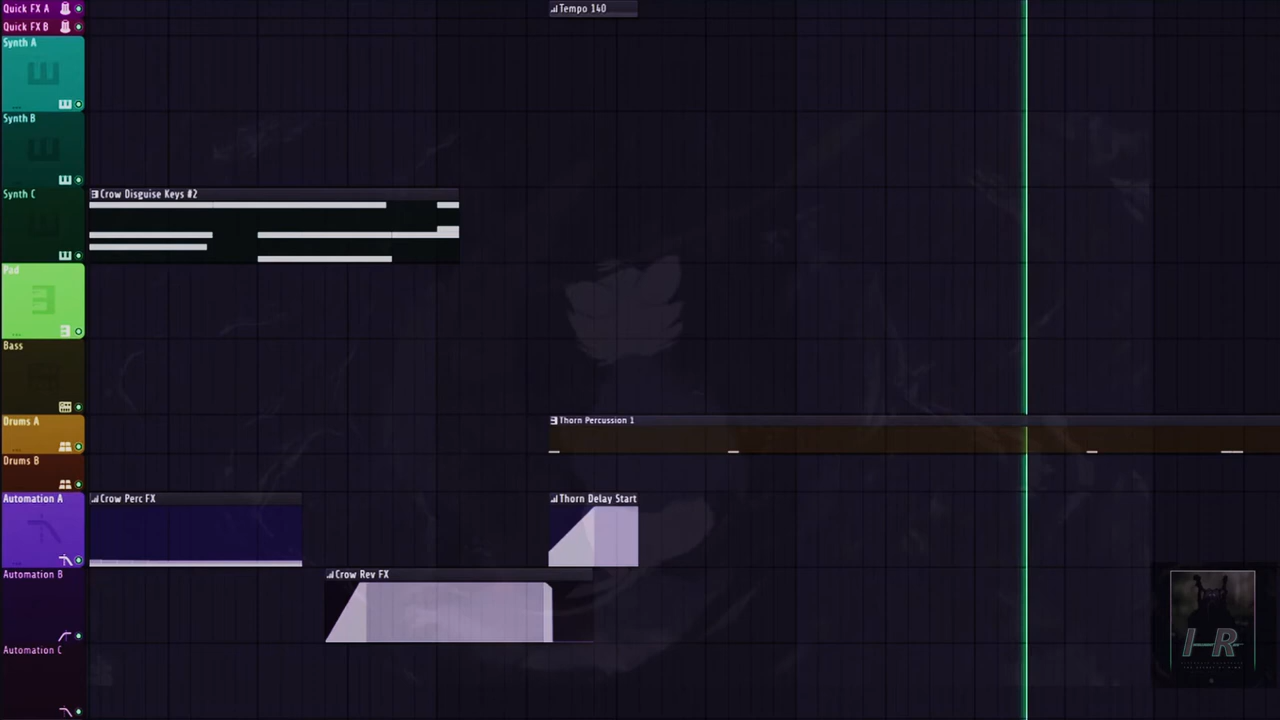 Quick FX A
Tempo 140
Quick FX B
Synth A
Synth B
Synth C
Crow Disguise Keys #2
Pad
Bass
Drums A
Thorn Percussion 1
Drums B
Automation A
Crow Perc FX
Thorn Delay Start
Automation B
Crow Rev FX
Automation C
I-R